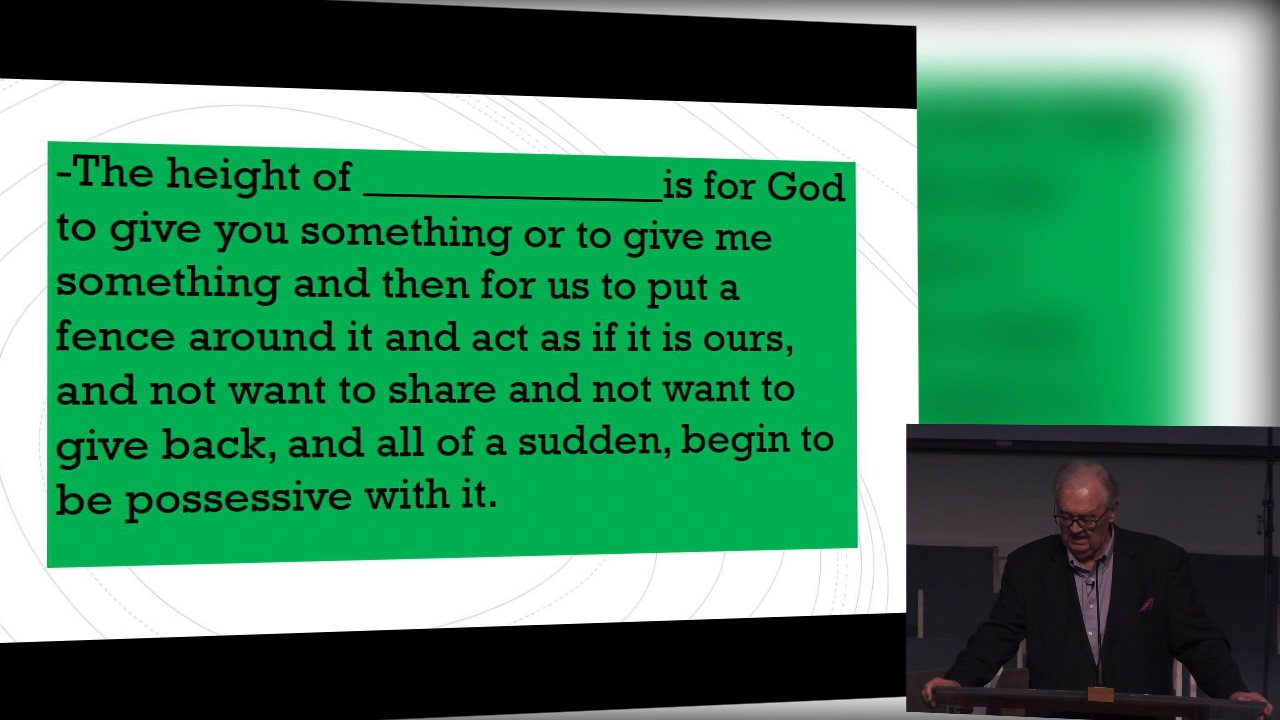 -The height of ______________is for God
to give you something or to give me
something and then for us to put a
fence around it and act as if it is ours,
and not want to share and not want to
give back, and all of a sudden, begin to
be possessive with it.